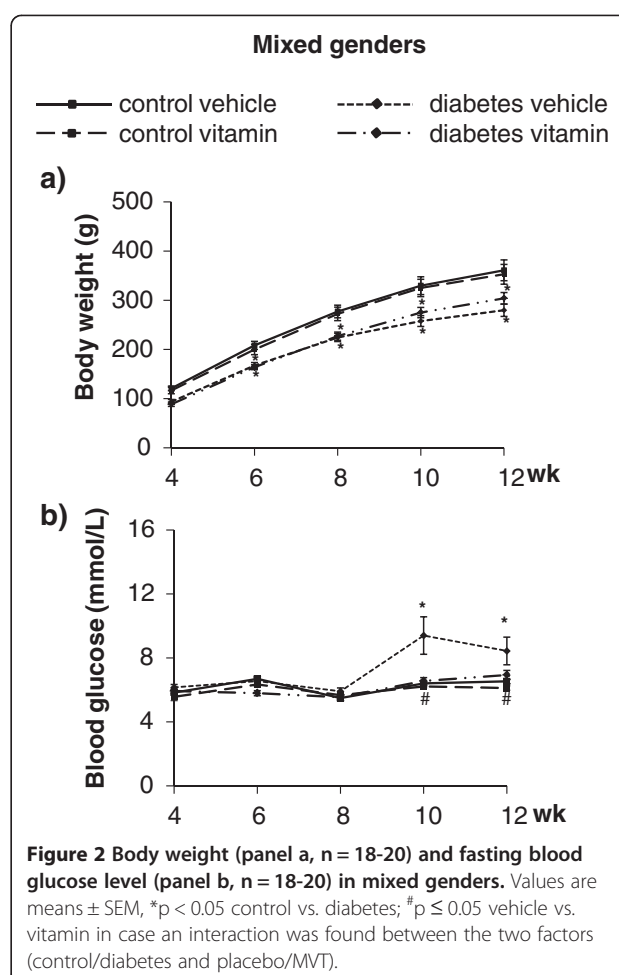 Mixed genders
control vehicle diabetes vehicle
control vitamin diabetes vitamin
a)
Body weight (g)
500
400
300
200
100
0
* * * * * * * *
4 6 8 10 12 wk
b)
Blood glucose (mmol/L)
16
12
8
4
0
* *
# #
4 6 8 10 12 wk
Figure 2 Body weight (panel a, n = 18-20) and fasting blood
glucose level (panel b, n = 18-20) in mixed genders. Values are
means ± SEM, *p < 0.05 control vs. diabetes; #p ≤ 0.05 vehicle vs.
vitamin in case an interaction was found between the two factors
(control/diabetes and placebo/MVT).